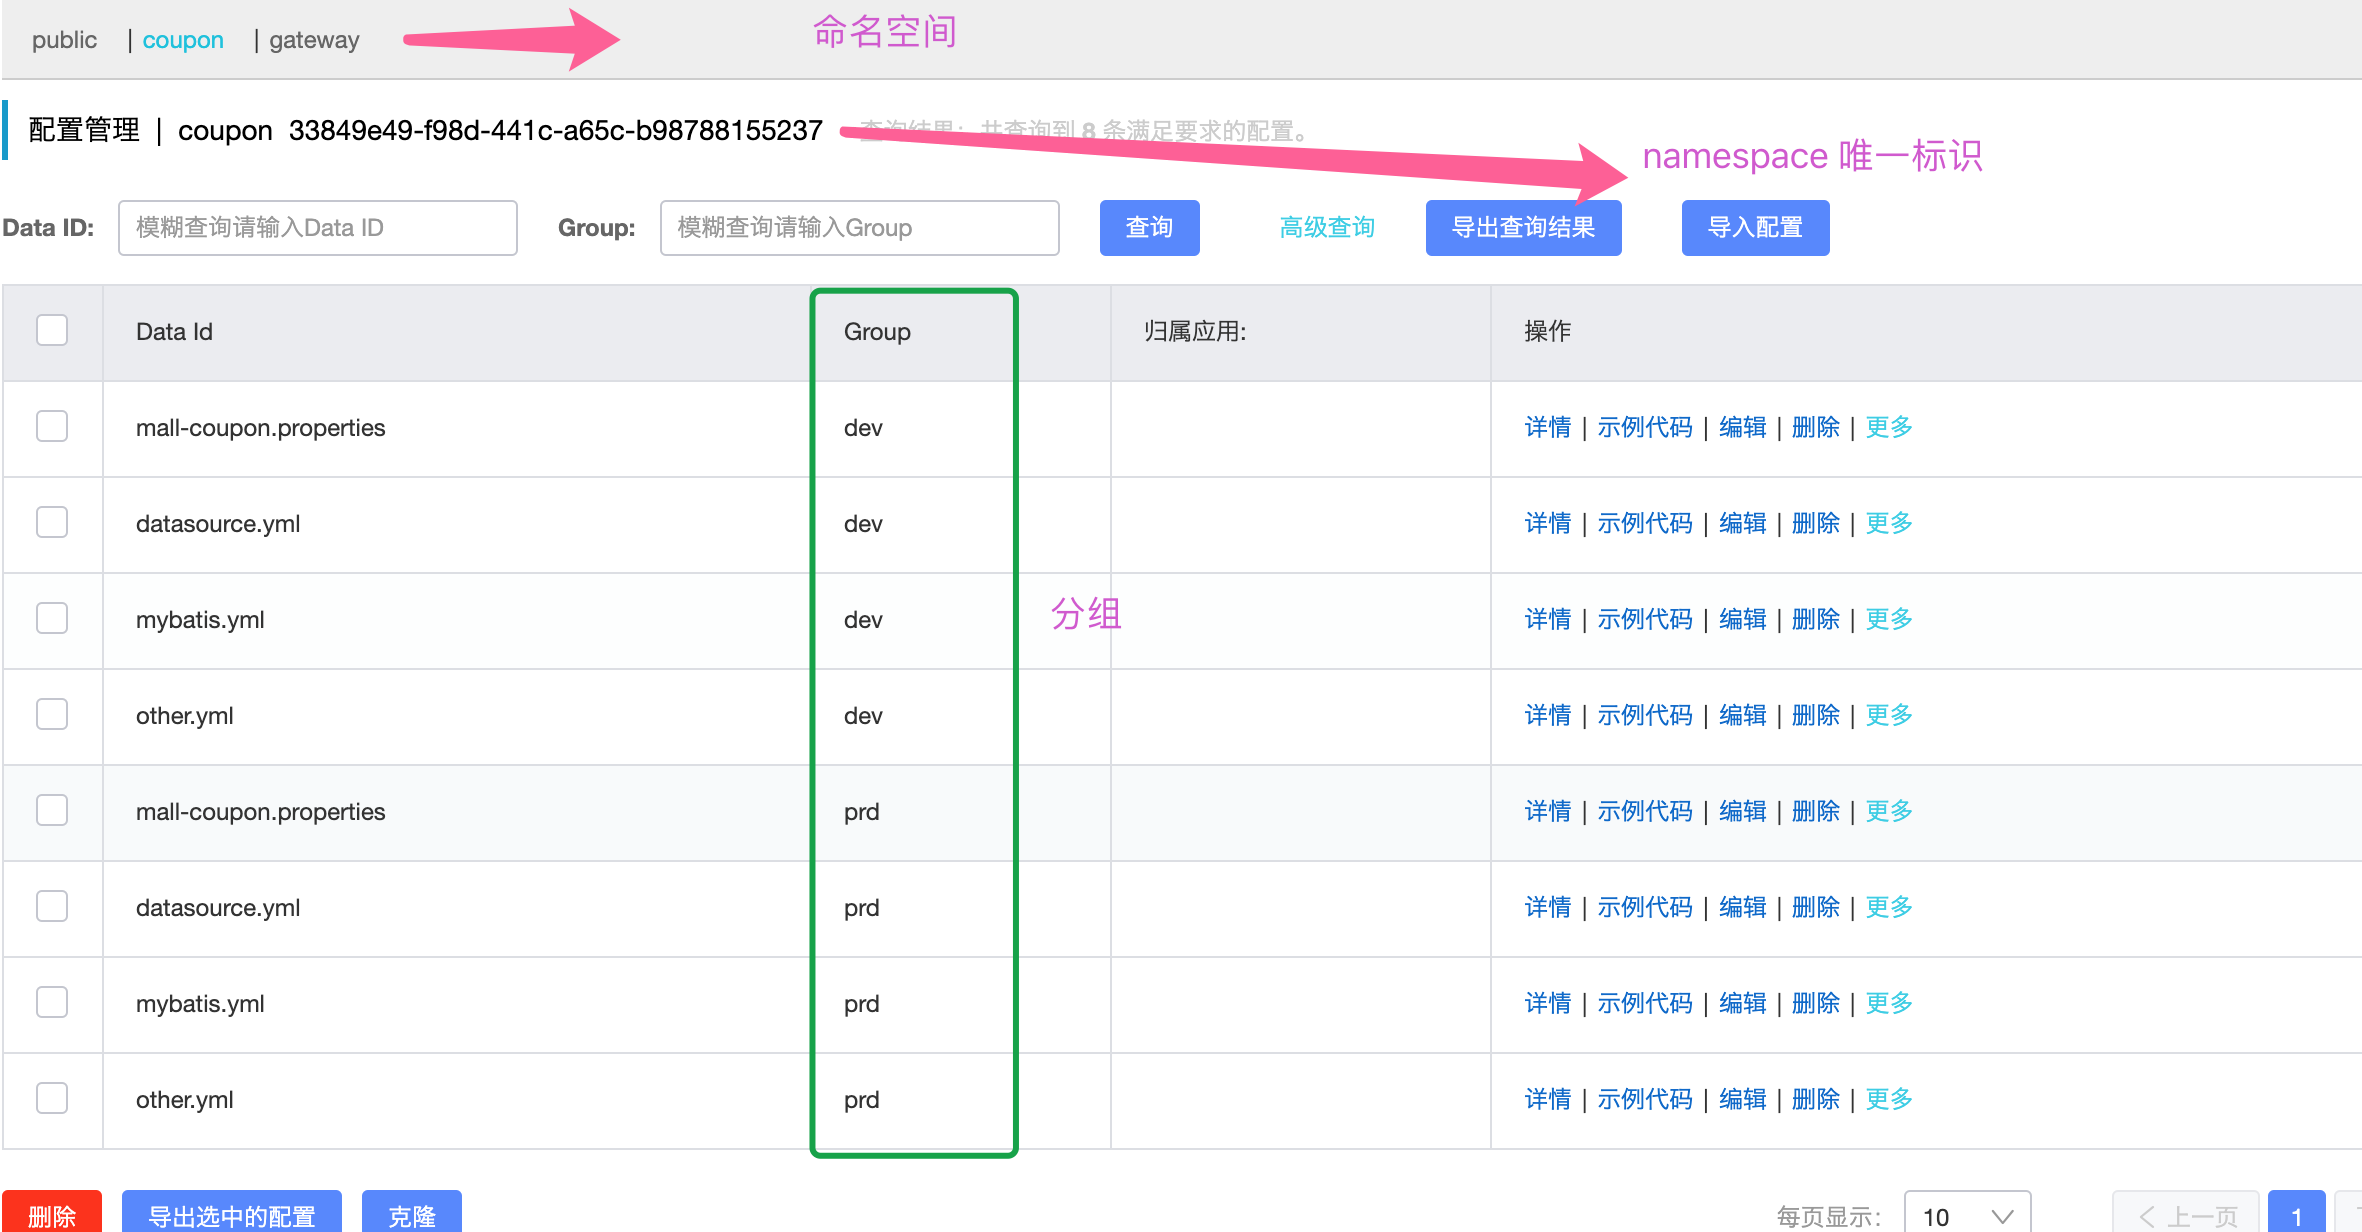 public | coupon | gateway 命名空间
配置管理 | coupon 33849e49-f98d-441c-a65c-b98788155237 查询结果：共查询到 8 条满足要求的配置。
namespace 唯一标识
Data ID: 模糊查询请输入Data ID Group: 模糊查询请输入Group 查询 高级查询 导出查询结果 导入配置
Data Id Group 归属应用: 操作
mall-coupon.properties dev 详情 | 示例代码 | 编辑 | 删除 | 更多
datasource.yml dev 详情 | 示例代码 | 编辑 | 删除 | 更多
mybatis.yml dev 分组 详情 | 示例代码 | 编辑 | 删除 | 更多
other.yml dev 详情 | 示例代码 | 编辑 | 删除 | 更多
mall-coupon.properties prd 详情 | 示例代码 | 编辑 | 删除 | 更多
datasource.yml prd 详情 | 示例代码 | 编辑 | 删除 | 更多
mybatis.yml prd 详情 | 示例代码 | 编辑 | 删除 | 更多
other.yml prd 详情 | 示例代码 | 编辑 | 删除 | 更多
删除 导出选中的配置 克隆 每页显示: 10 上一页 1